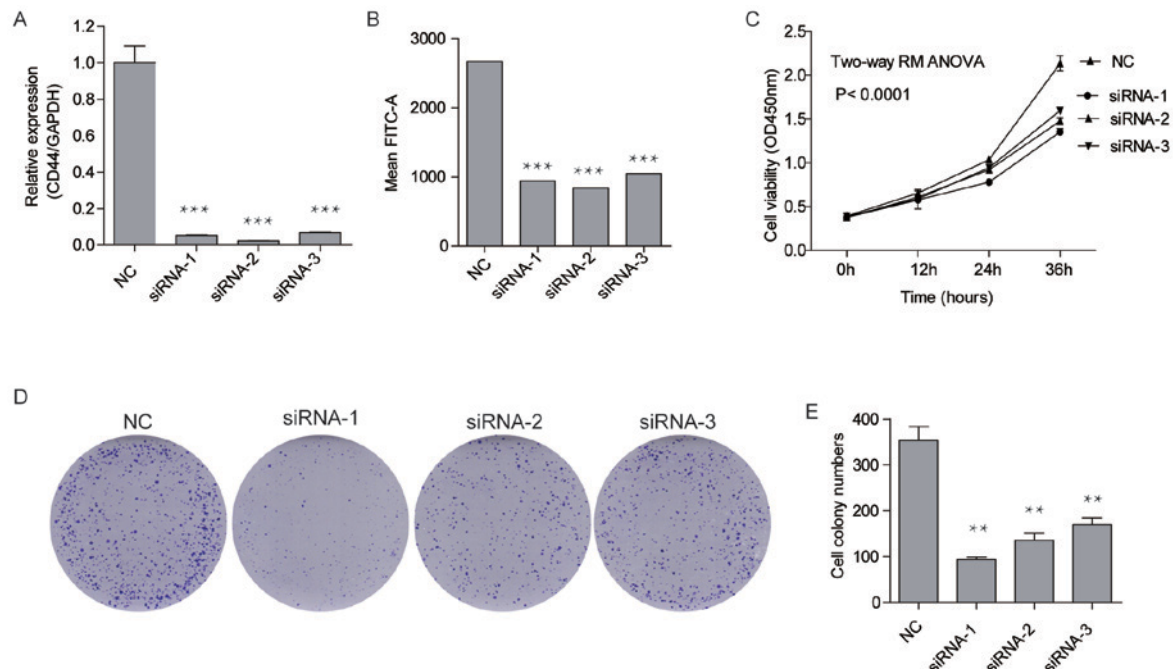 A
Relative expression
(CD44/GAPDH)
1.2
1.0
0.8
0.6
0.4
0.2
0.0
***
***
***
NC
siRNA-1
siRNA-2
siRNA-3
B
Mean FITC-A
3000
2000
1000
0
***
***
***
NC
siRNA-1
siRNA-2
siRNA-3
C
Cell viability (OD450nm)
2.5
2.0
1.5
1.0
0.5
0.0
Two-way RM ANOVA
P< 0.0001
0h
12h
24h
36h
Time (hours)
NC
siRNA-1
siRNA-2
siRNA-3
D
NC
siRNA-1
siRNA-2
siRNA-3
E
Cell colony numbers
400
300
200
100
0
**
**
**
NC
siRNA-1
siRNA-2
siRNA-3